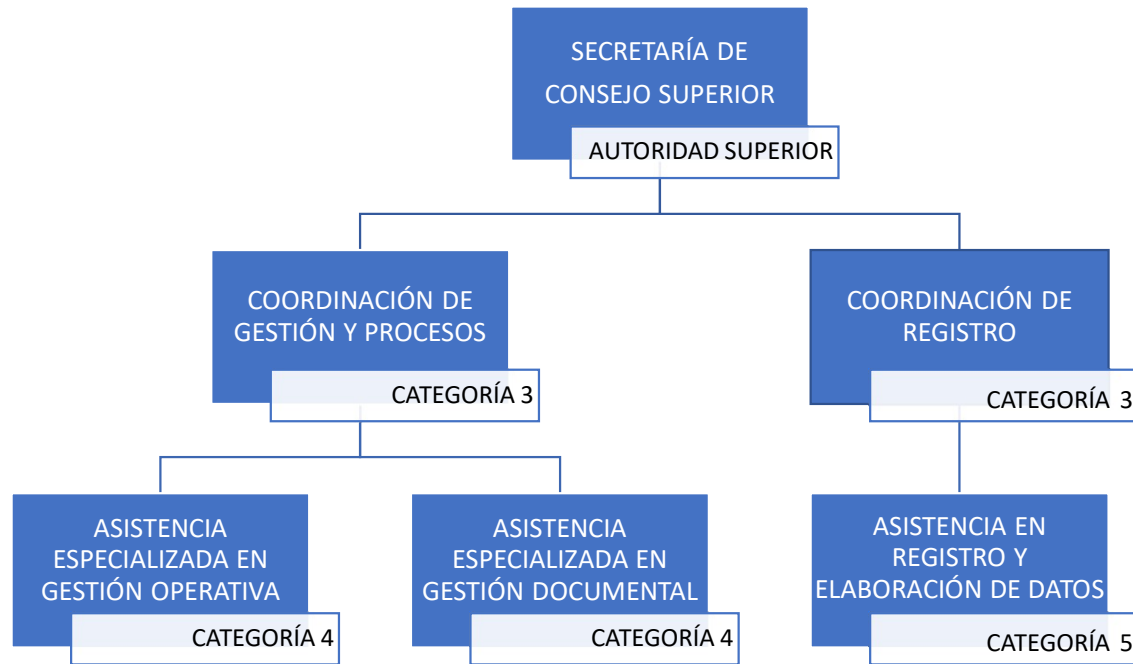 SECRETARÍA DE
CONSEJO SUPERIOR
AUTORIDAD SUPERIOR
COORDINACIÓN DE
GESTIÓN Y PROCESOS
CATEGORÍA 3
COORDINACIÓN DE
REGISTRO
CATEGORÍA 3
ASISTENCIA
ESPECIALIZADA EN
GESTIÓN OPERATIVA
CATEGORÍA 4
ASISTENCIA
ESPECIALIZADA EN
GESTIÓN DOCUMENTAL
CATEGORÍA 4
ASISTENCIA EN
REGISTRO Y
ELABORACIÓN DE DATOS
CATEGORÍA 5